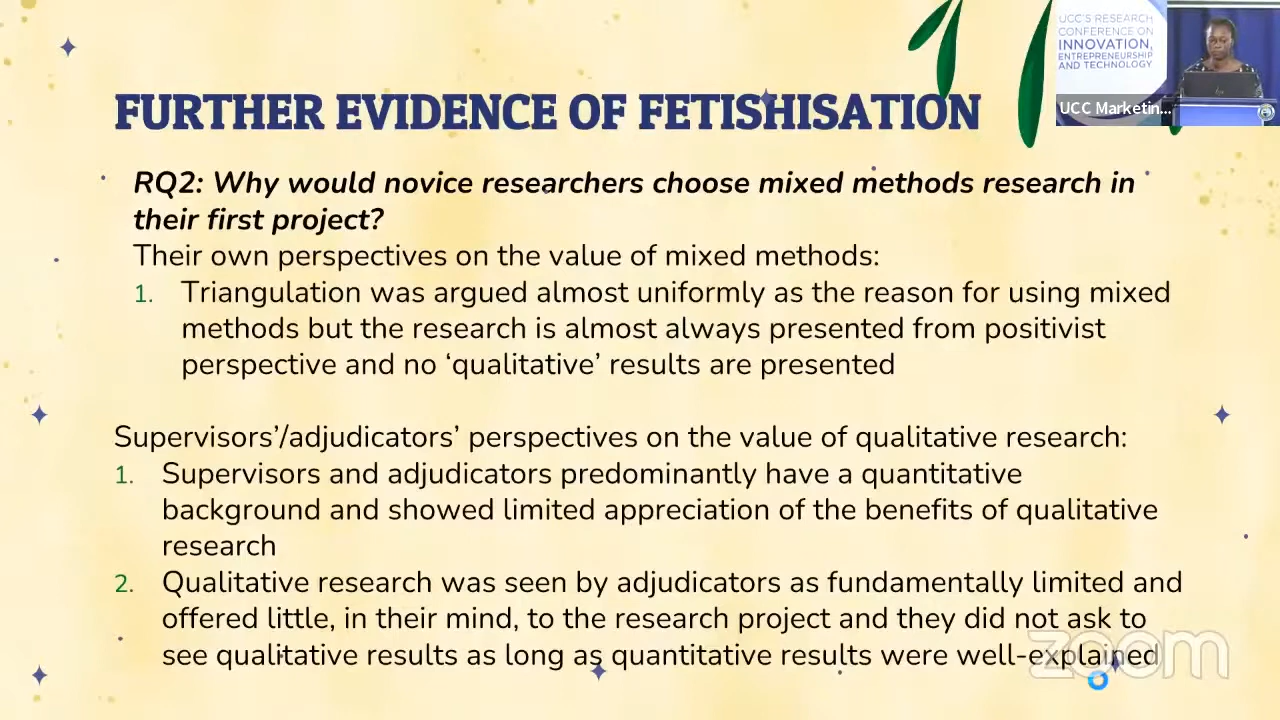 UCC'S RESEARCH
CONFERENCE ON
INNOVATION,
ENTREPRENEURSHIP
AND TECHNOLOGY
UCC Marketin...
FURTHER EVIDENCE OF FETISHISATION
RQ2: Why would novice researchers choose mixed methods research in
their first project?
Their own perspectives on the value of mixed methods:
1. Triangulation was argued almost uniformly as the reason for using mixed
methods but the research is almost always presented from positivist
perspective and no ‘qualitative’ results are presented
Supervisors’/adjudicators’ perspectives on the value of qualitative research:
1. Supervisors and adjudicators predominantly have a quantitative
background and showed limited appreciation of the benefits of qualitative
research
2. Qualitative research was seen by adjudicators as fundamentally limited and
offered little, in their mind, to the research project and they did not ask to
see qualitative results as long as quantitative results were well-explained
zoom